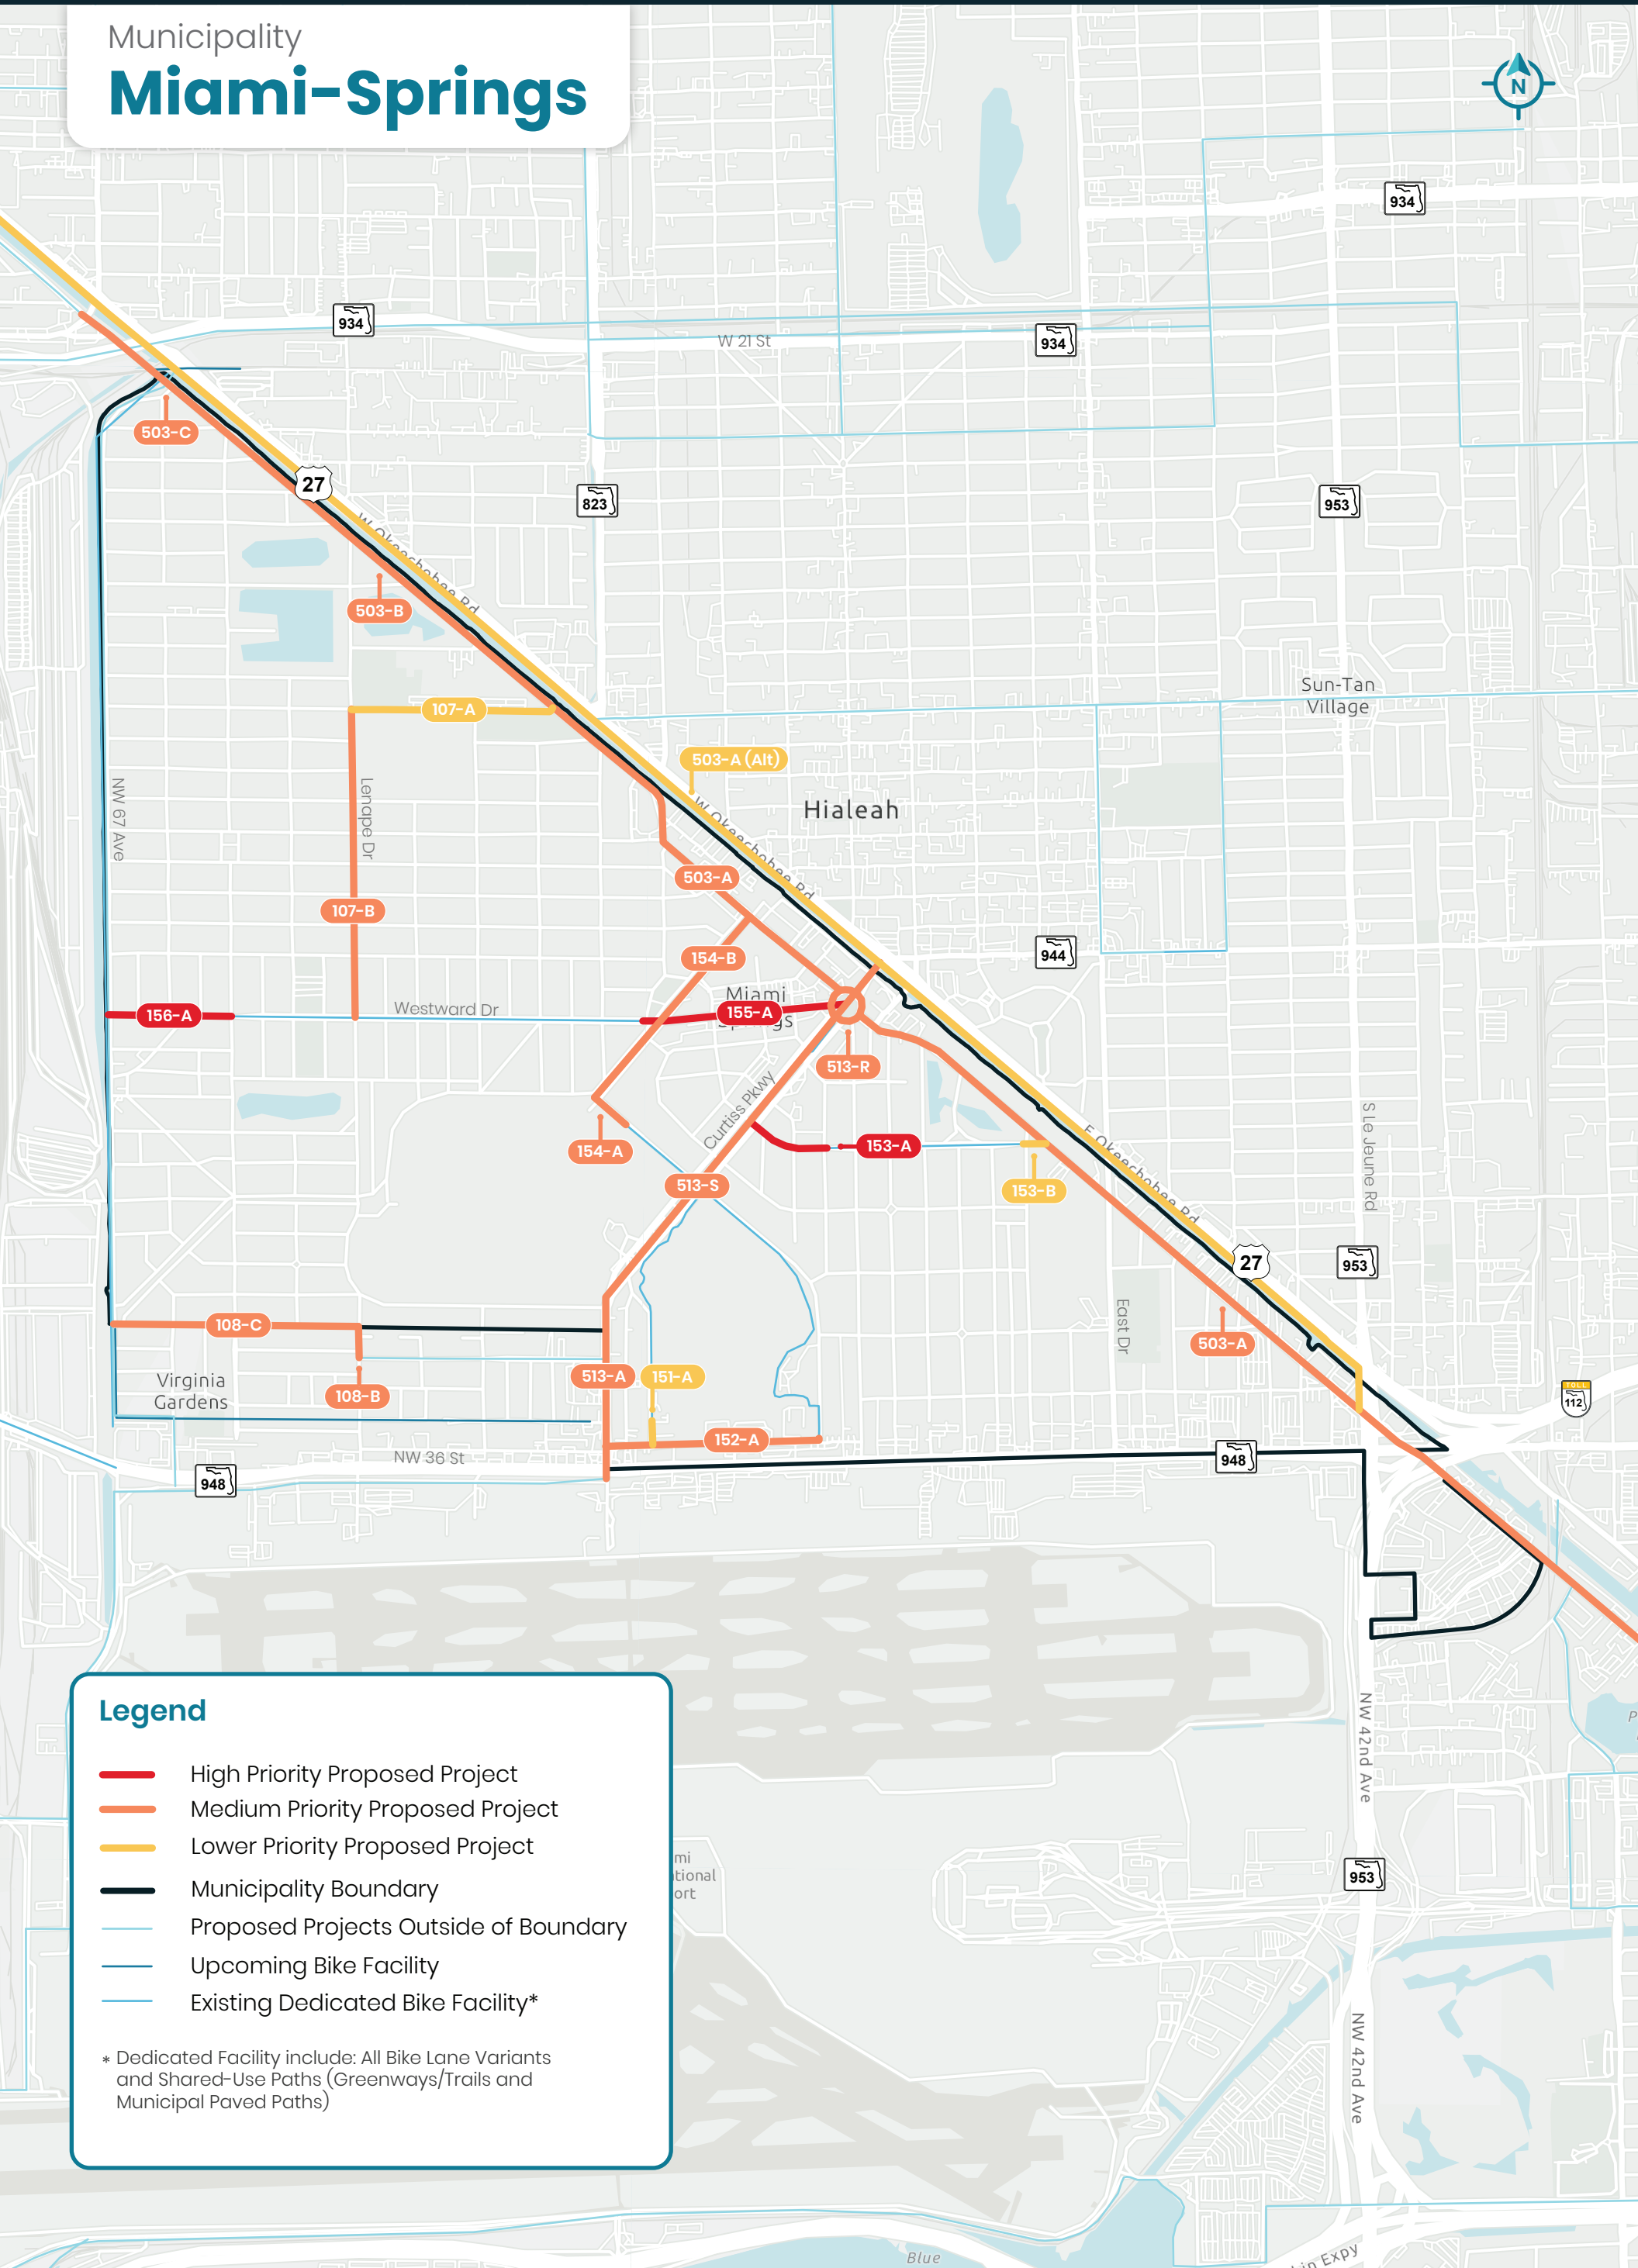 Municipality
Miami-Springs
N
934
934
W 21 St
934
503-C
27
823
953
W Okeechobee Rd
503-B
Sun-Tan
Village
107-A
503-A (Alt)
Hialeah
NW 67 Ave
Lenape Dr
W Okeechobee Rd
503-A
107-B
154-B
944
Miami
Springs
156-A
Westward Dr
155-A
513-R
Curtiss Pkwy
154-A
153-A
E Okeechobee Rd
S Le Jeune Rd
513-S
153-B
27
953
108-C
East Dr
503-A
Virginia
Gardens
108-B
513-A
151-A
TOLL
112
152-A
NW 36 St
948
948
NW 42nd Ave
Legend
High Priority Proposed Project
Medium Priority Proposed Project
Lower Priority Proposed Project
Municipality Boundary
Proposed Projects Outside of Boundary
Upcoming Bike Facility
Existing Dedicated Bike Facility*
* Dedicated Facility include: All Bike Lane Variants
and Shared-Use Paths (Greenways/Trails and
Municipal Paved Paths)
mi
ational
ort
P
953
NW 42nd Ave
Blue
Expy